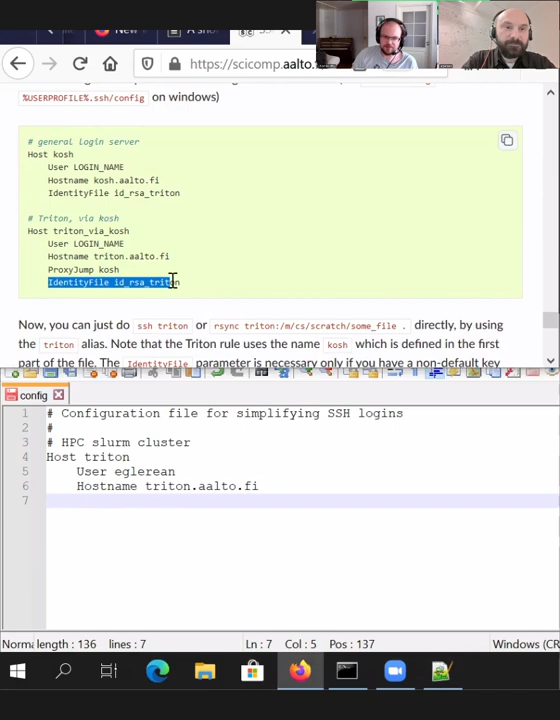 https://scicomp.aalto.
%USERPROFILE%.ssh/config on windows)
# general login server
Host kosh
User LOGIN_NAME
Hostname kosh.aalto.fi
IdentityFile id_rsa_triton
# Triton, via kosh
Host triton_via_kosh
User LOGIN_NAME
Hostname triton.aalto.fi
ProxyJump kosh
IdentityFile id_rsa_triton
Now, you can just do ssh triton or rsync triton:/m/cs/scratch/some_file . directly, by using
the triton alias. Note that the Triton rule uses the name kosh which is defined in the first
part of the file. The IdentityFile parameter is necessary only if you have a non-default key
config
1 # Configuration file for simplifying SSH logins
2 #
3 # HPC slurm cluster
4 Host triton
5 User eglerean
6 Hostname triton.aalto.fi
7
Norma length : 136 lines : 7 Ln : 7 Col : 5 Pos : 137 Windows (CR